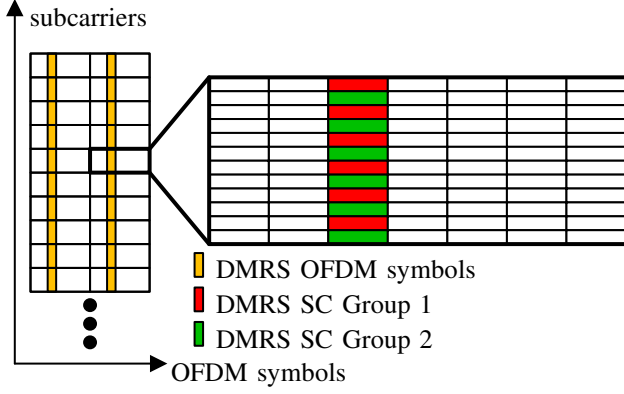 subcarriers
DMRS OFDM symbols
DMRS SC Group 1
DMRS SC Group 2
OFDM symbols